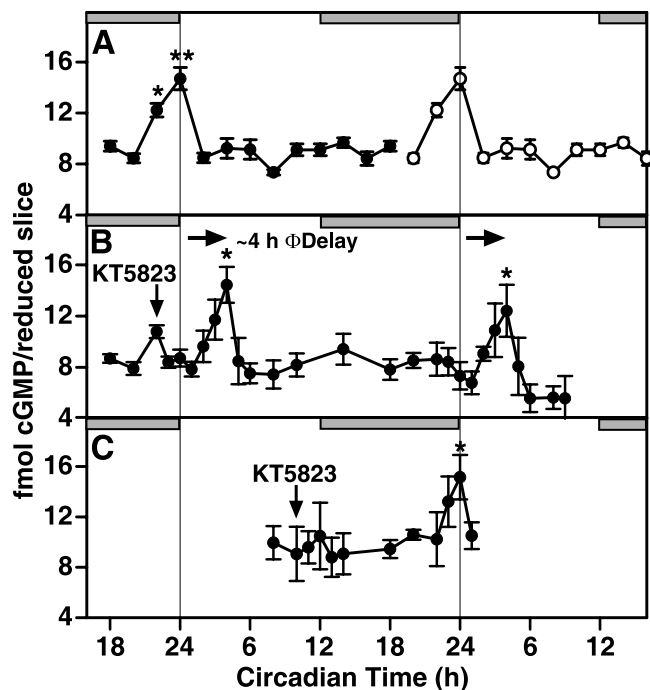 A
**
*
16
12
8
4
B
KT5823
* ~4 h ΦDelay
*
16
12
8
4
C
KT5823
*
16
12
8
4
fmol cGMP/reduced slice
18 24 6 12 18 24 6 12
Circadian Time (h)